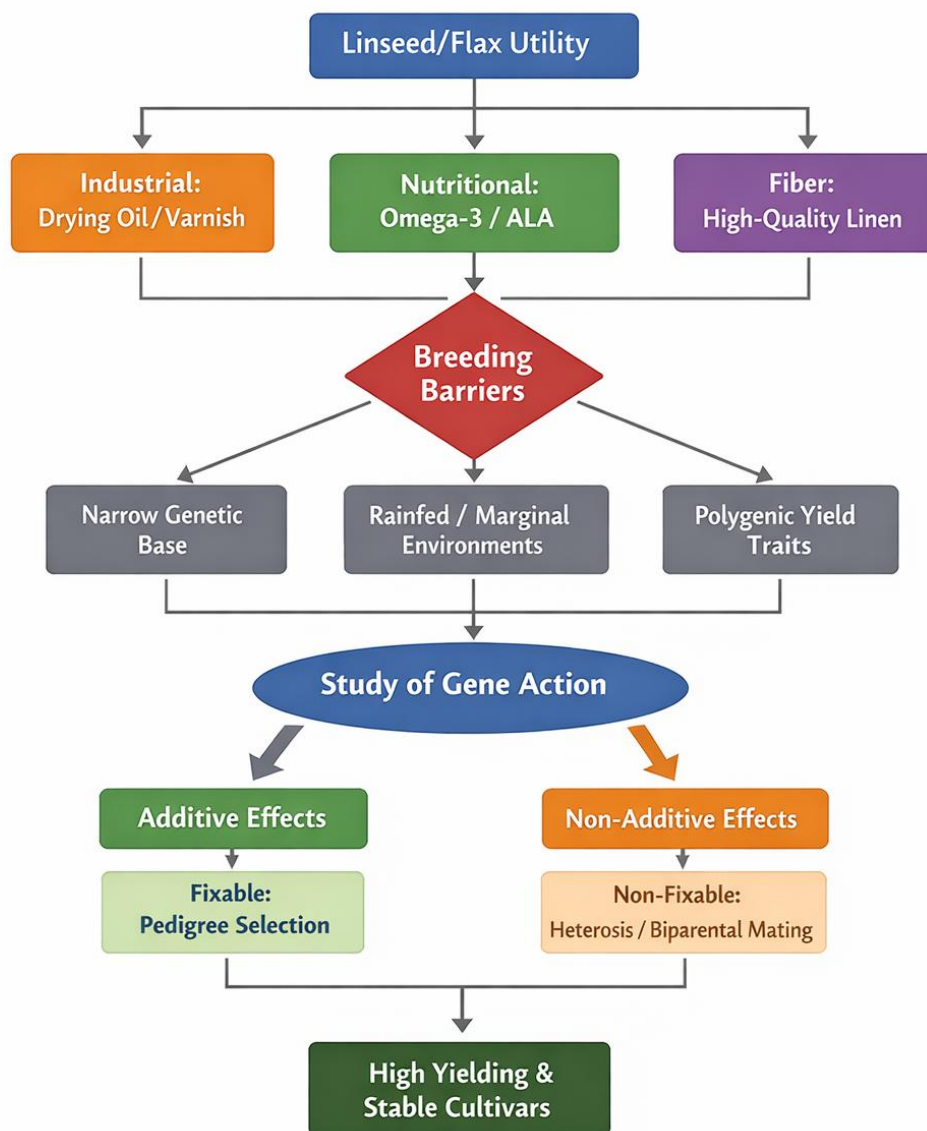 Linseed/Flax Utility
Industrial:
Drying Oil/Varnish
Nutritional:
Omega-3 / ALA
Fiber:
High-Quality Linen
Breeding
Barriers
Narrow Genetic
Base
Rainfed / Marginal
Environments
Polygenic Yield
Traits
Study of Gene Action
Additive Effects
Non-Additive Effects
Fixable:
Pedigree Selection
Non-Fixable:
Heterosis / Biparental Mating
High Yielding &
Stable Cultivars